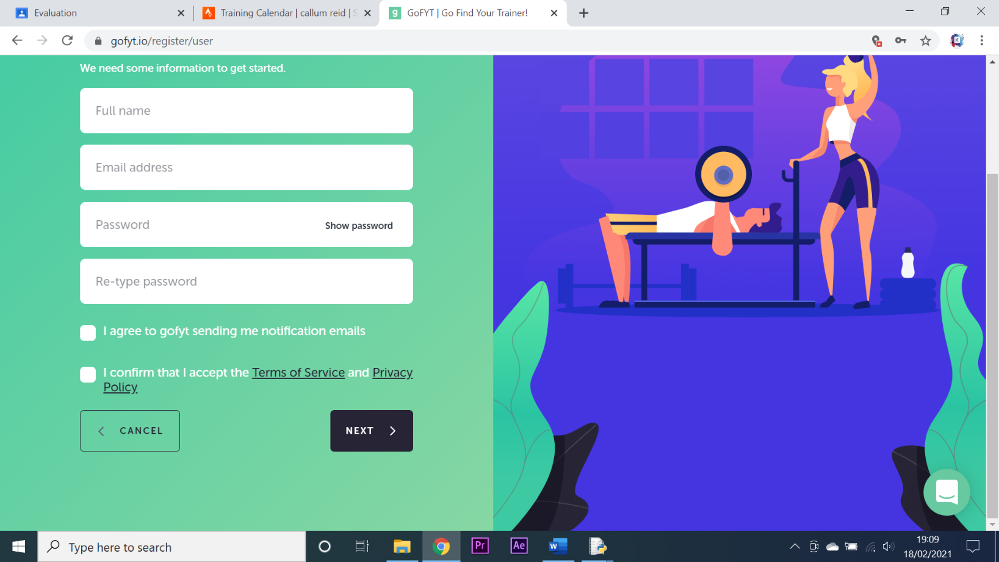 Evaluation
Training Calendar | callum reid | S
GoFYT | Go Find Your Trainer!
gofyt.io/register/user
We need some information to get started.
Full name
Email address
Password
Show password
Re-type password
I agree to gofyt sending me notification emails
I confirm that I accept the Terms of Service and Privacy
Policy
CANCEL
NEXT
Type here to search
Pr
Ae
W
19:09
18/02/2021